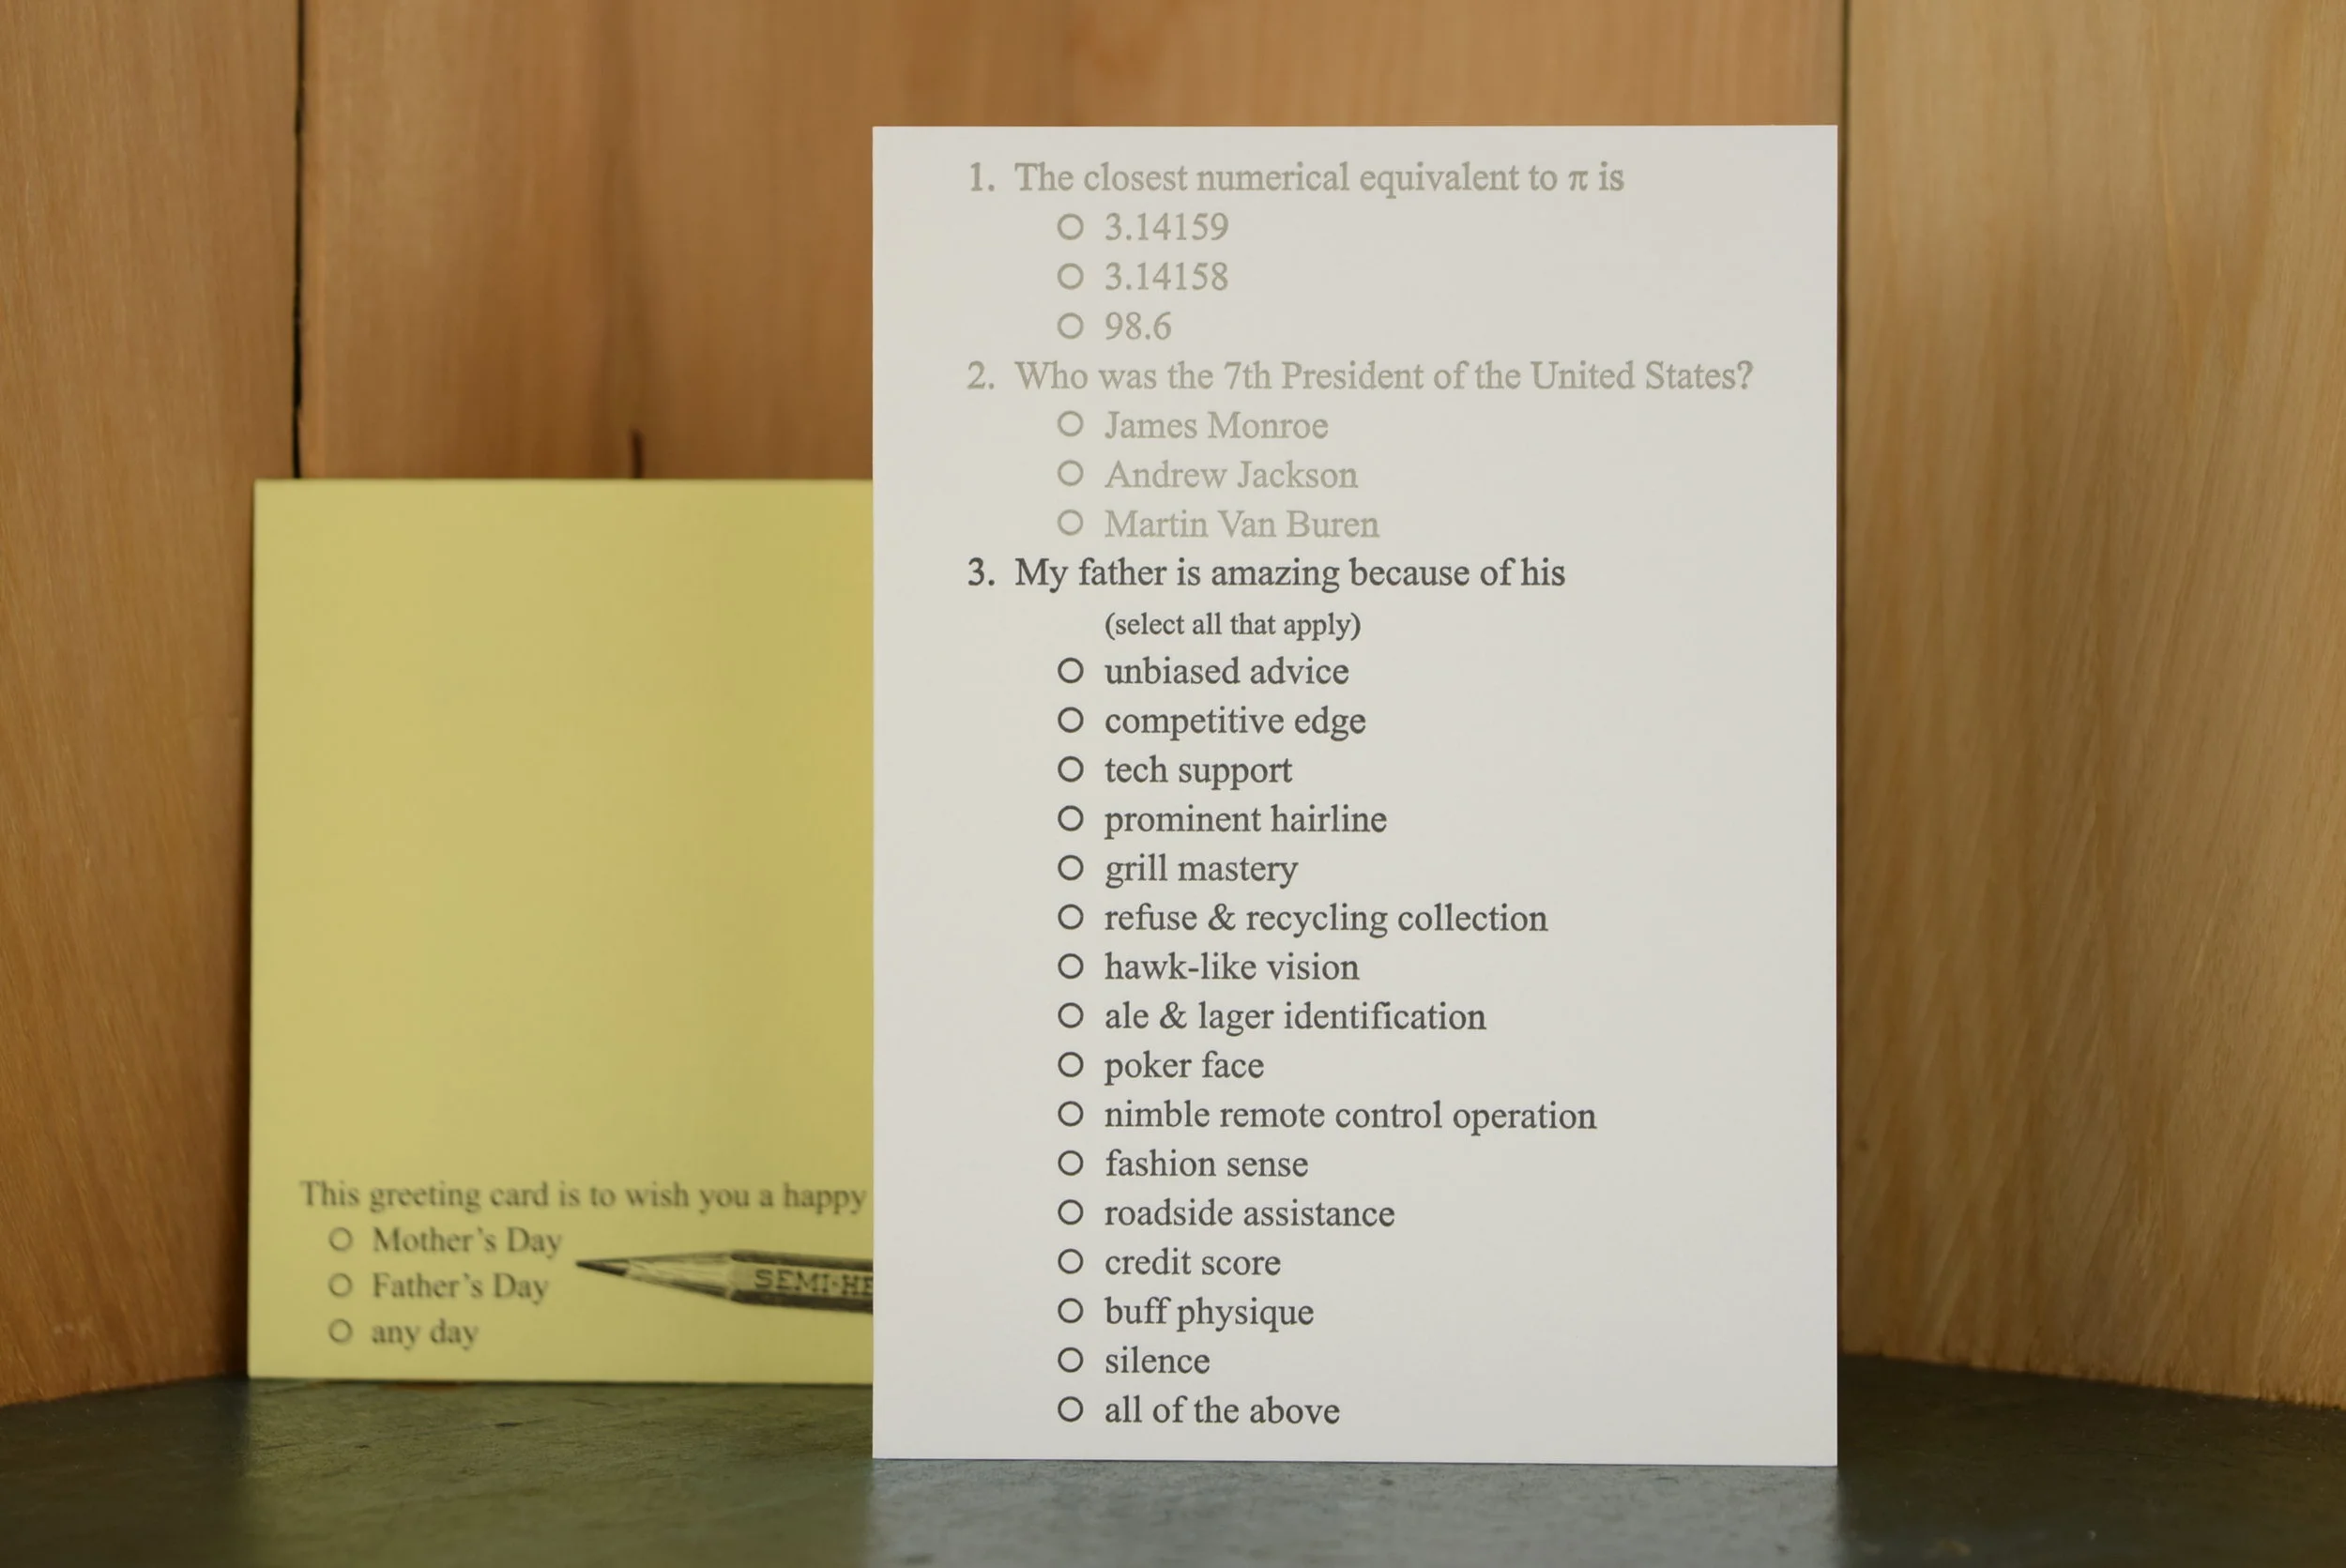 1. The closest numerical equivalent to π is
O 3.14159
O 3.14158
O 98.6
2. Who was the 7th President of the United States?
O James Monroe
O Andrew Jackson
O Martin Van Buren
3. My father is amazing because of his
(select all that apply)
O unbiased advice
O competitive edge
O tech support
O prominent hairline
O grill mastery
O refuse & recycling collection
O hawk-like vision
O ale & lager identification
O poker face
O nimble remote control operation
O fashion sense
O roadside assistance
O credit score
O buff physique
O silence
O all of the above
This greeting card is to wish you a happy
O Mother's Day
O Father's Day
O any day
SEMI-HE